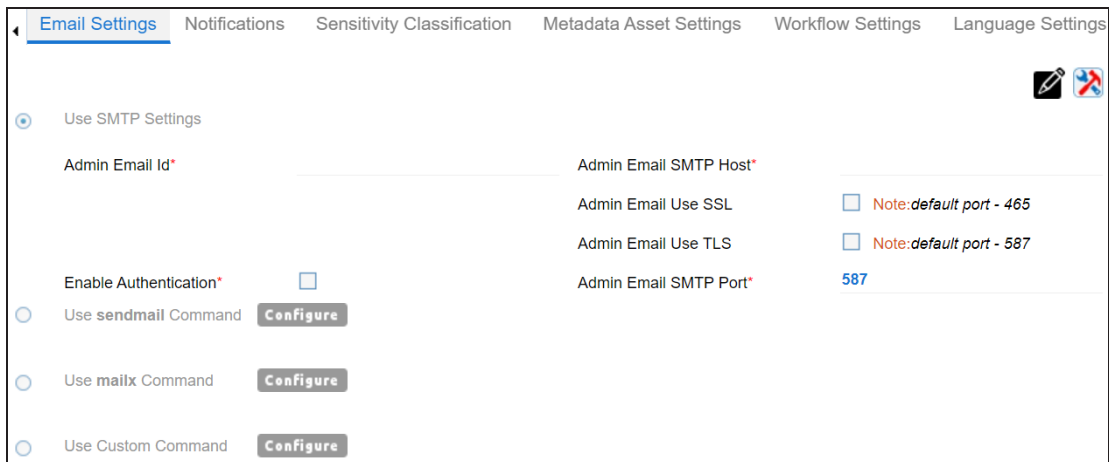 Email Settings Notifications Sensitivity Classification Metadata Asset Settings Workflow Settings Language Settings
Use SMTP Settings
Admin Email Id* Admin Email SMTP Host*
Admin Email Use SSL Note:default port - 465
Admin Email Use TLS Note:default port - 587
Enable Authentication* Admin Email SMTP Port* 587
Use sendmail Command Configure
Use mailx Command Configure
Use Custom Command Configure